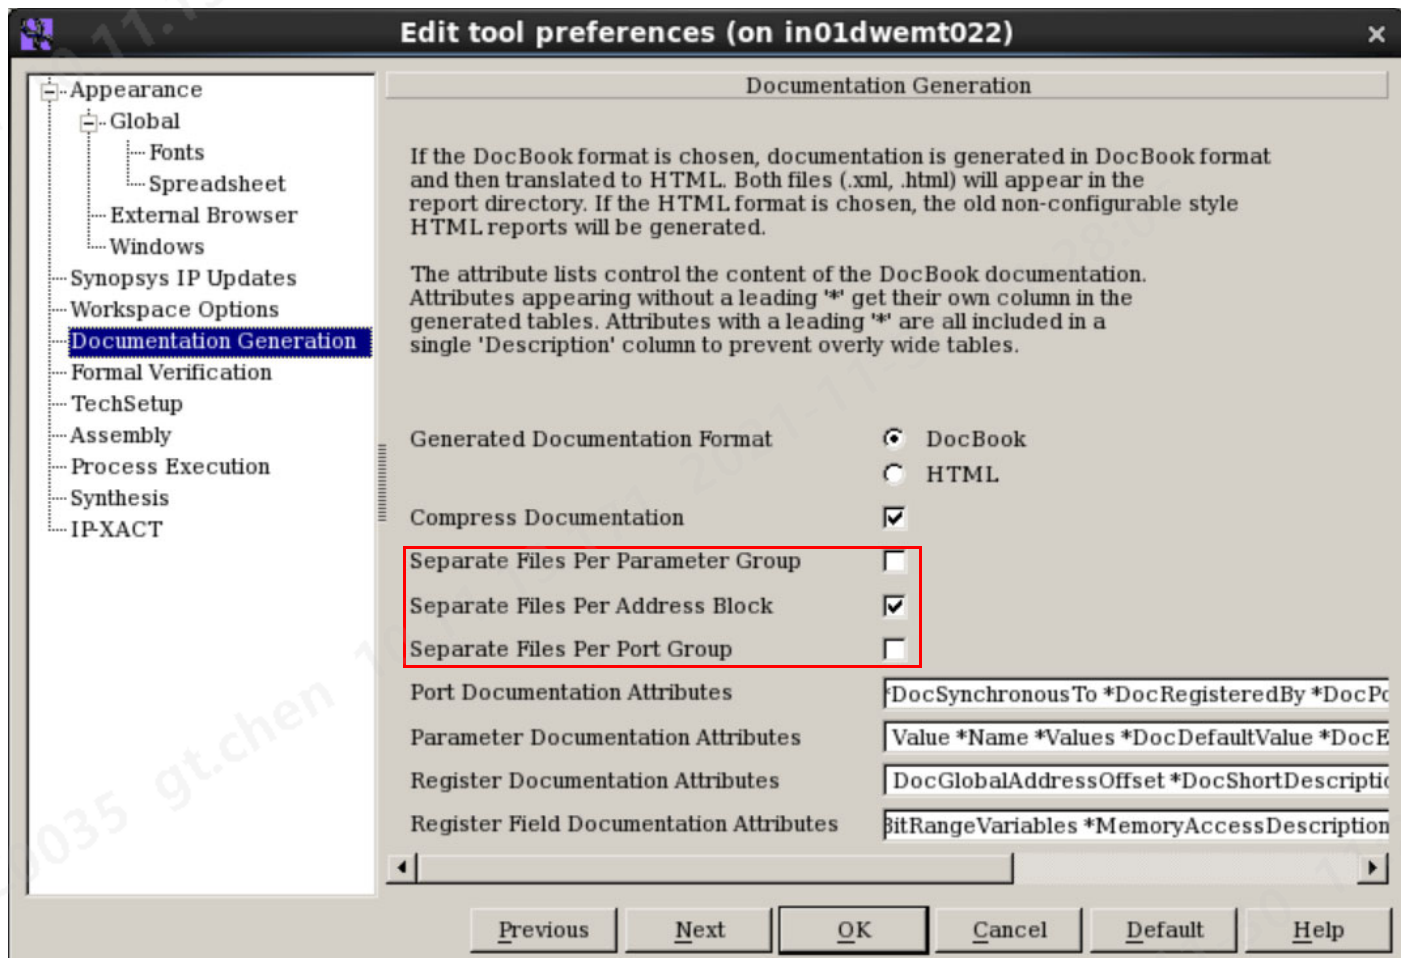 Edit tool preferences (on in01dwemt022)
Appearance
Global
Fonts
Spreadsheet
External Browser
Windows
Synopsys IP Updates
Workspace Options
Documentation Generation
Formal Verification
TechSetup
Assembly
Process Execution
Synthesis
IP-XACT
Documentation Generation
If the DocBook format is chosen, documentation is generated in DocBook format
and then translated to HTML. Both files (.xml, .html) will appear in the
report directory. If the HTML format is chosen, the old non-configurable style
HTML reports will be generated.
The attribute lists control the content of the DocBook documentation.
Attributes appearing without a leading '*' get their own column in the
generated tables. Attributes with a leading '*' are all included in a
single 'Description' column to prevent overly wide tables.
Generated Documentation Format
DocBook
HTML
Compress Documentation
Separate Files Per Parameter Group
Separate Files Per Address Block
Separate Files Per Port Group
Port Documentation Attributes *DocSynchronousTo *DocRegisteredBy
Parameter Documentation Attributes Value *Name *Values *DocDefaultValue
Register Documentation Attributes DocGlobalAddressOffset
Register Field Documentation Attributes *MemoryAccessDescription
Previous Next OK Cancel Default Help
gt.chen